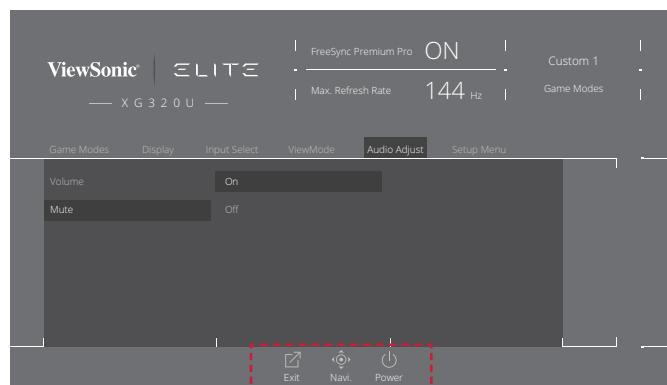 ViewSonic® ELITE
XG320U
FreeSync Premium Pro ON
Max. Refresh Rate 144 Hz
Custom 1
Game Modes
Game Modes Display Input Select ViewMode Audio Adjust Setup Menu
Volume On
Mute Off
Exit Navi. Power